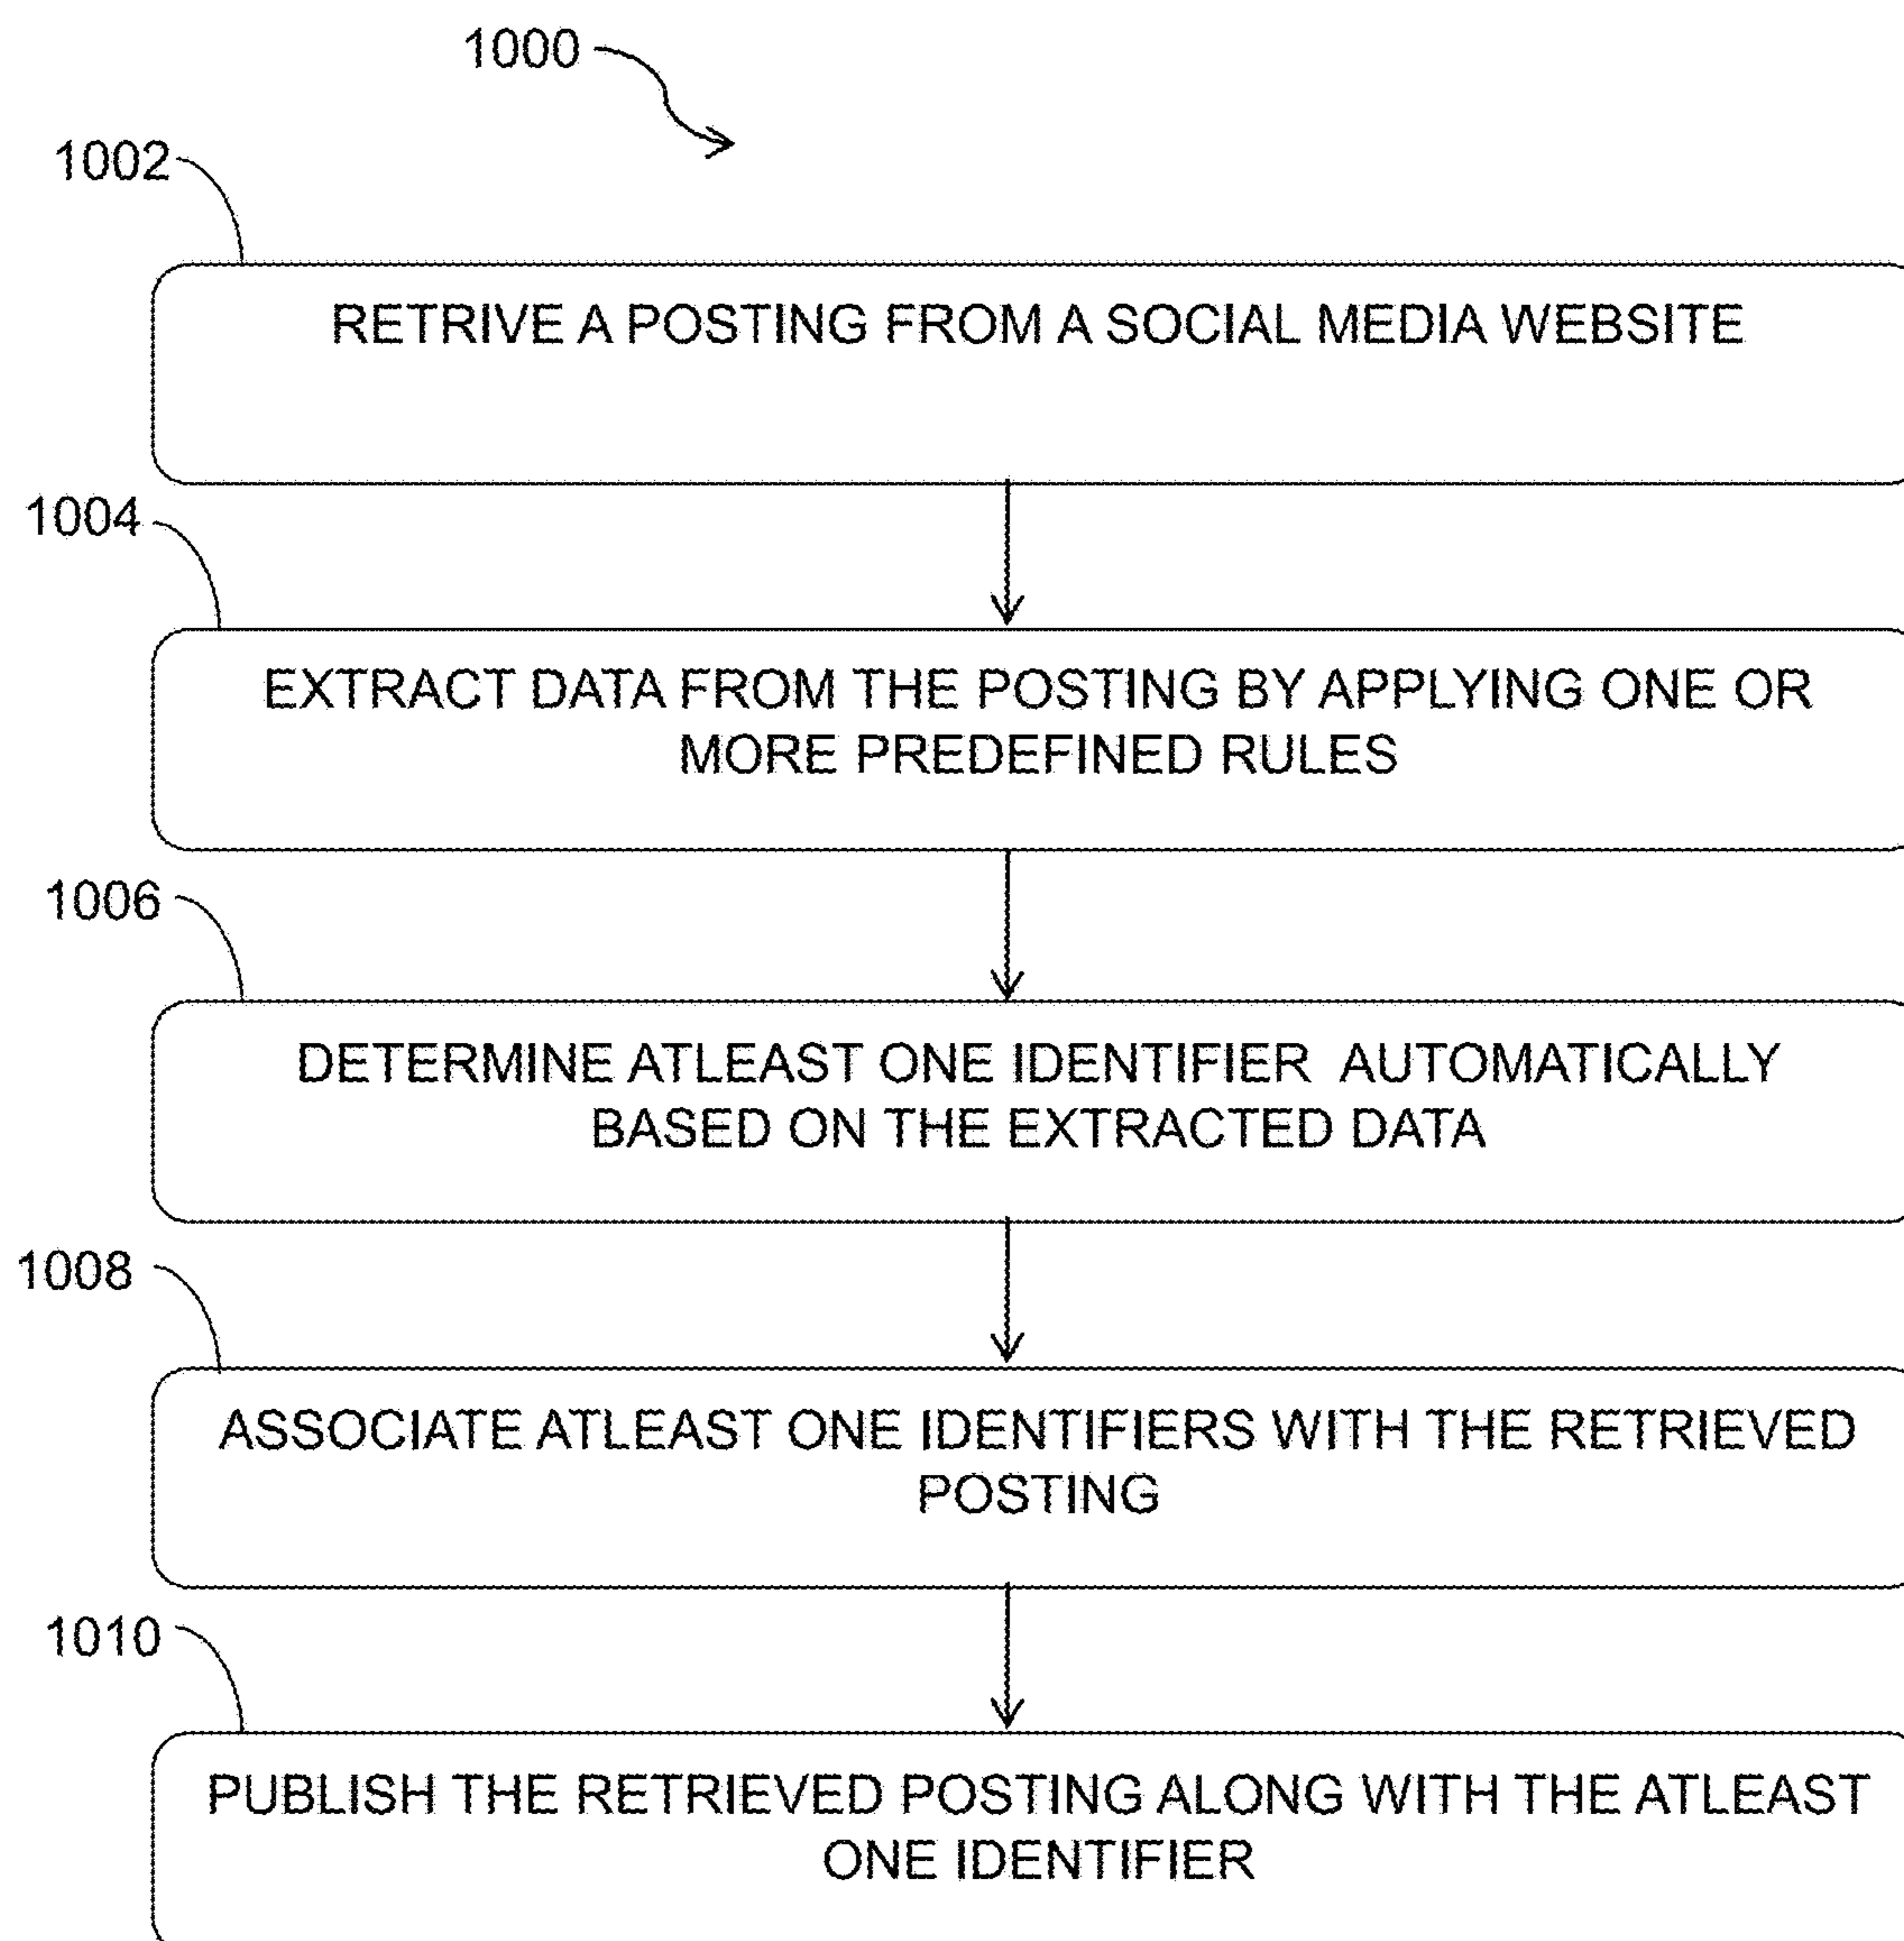 1000
1002
RETRIVE A POSTING FROM A SOCIAL MEDIA WEBSITE
1004
EXTRACT DATA FROM THE POSTING BY APPLYING ONE OR
MORE PREDEFINED RULES
1006
DETERMINE ATLEAST ONE IDENTIFIER AUTOMATICALLY
BASED ON THE EXTRACTED DATA
1008
ASSOCIATE ATLEAST ONE IDENTIFIERS WITH THE RETRIEVED
POSTING
1010
PUBLISH THE RETRIEVED POSTING ALONG WITH THE ATLEAST
ONE IDENTIFIER